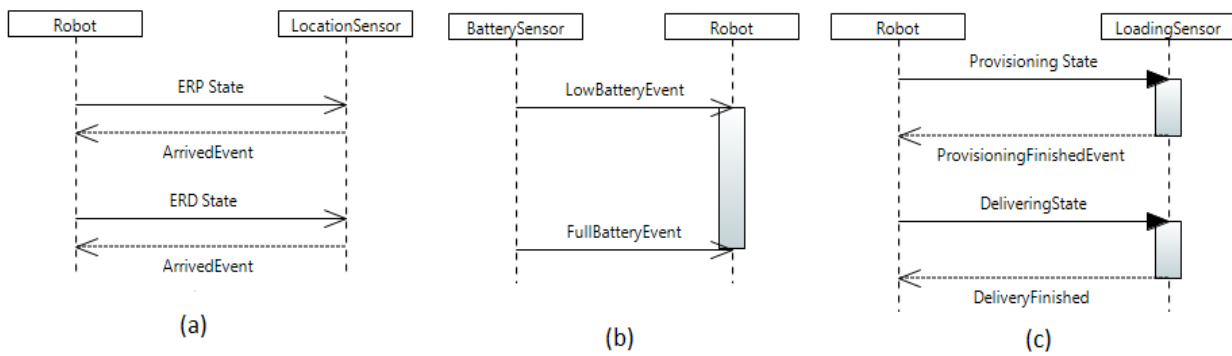 Robot
LocationSensor
ERP State
ArrivedEvent
ERD State
ArrivedEvent
(a)
BatterySensor
Robot
LowBatteryEvent
FullBatteryEvent
(b)
Robot
LoadingSensor
Provisioning State
ProvisioningFinishedEvent
DeliveringState
DeliveryFinished
(c)